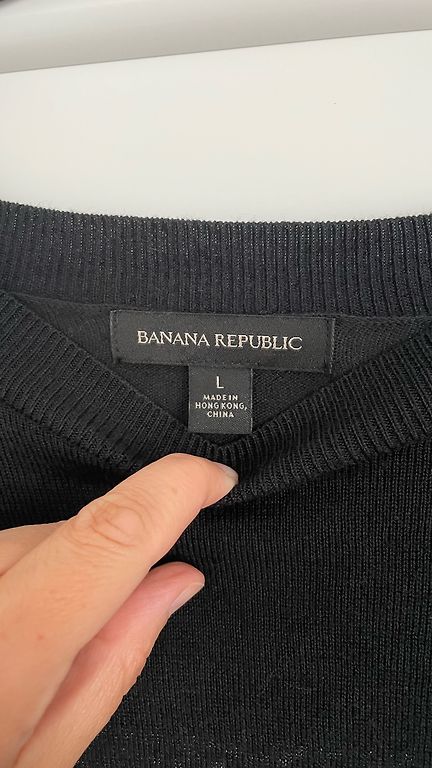 BANANA REPUBLIC
L
MADE IN
HONG KONG,
CHINA